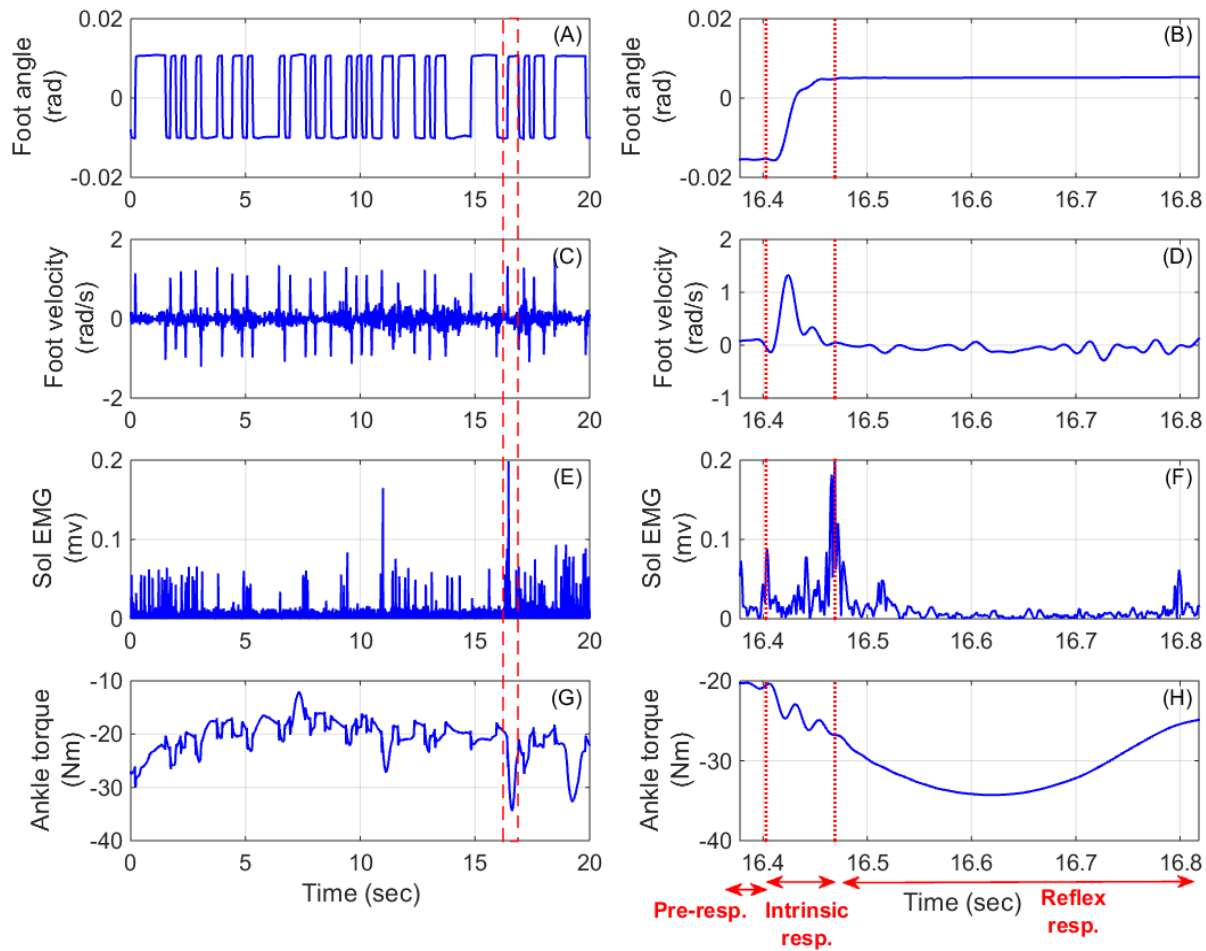 0.02
0
-0.02
Foot angle
(rad)
(A)
0 5 10 15 20
0.02
0
-0.02
Foot angle
(rad)
(B)
16.4 16.5 16.6 16.7 16.8
2
0
-2
Foot velocity
(rad/s)
(C)
0 5 10 15 20
2
1
0
-1
Foot velocity
(rad/s)
(D)
16.4 16.5 16.6 16.7 16.8
0.2
0.1
0
Sol EMG
(mv)
(E)
0 5 10 15 20
0.2
0.1
0
Sol EMG
(mv)
(F)
16.4 16.5 16.6 16.7 16.8
-10
-20
-30
-40
Ankle torque
(Nm)
(G)
0 5 10 15 20
Time (sec)
-20
-30
-40
Ankle torque
(Nm)
(H)
16.4 16.5 16.6 16.7 16.8
Time (sec)
Pre-resp.
Intrinsic
resp.
Reflex
resp.